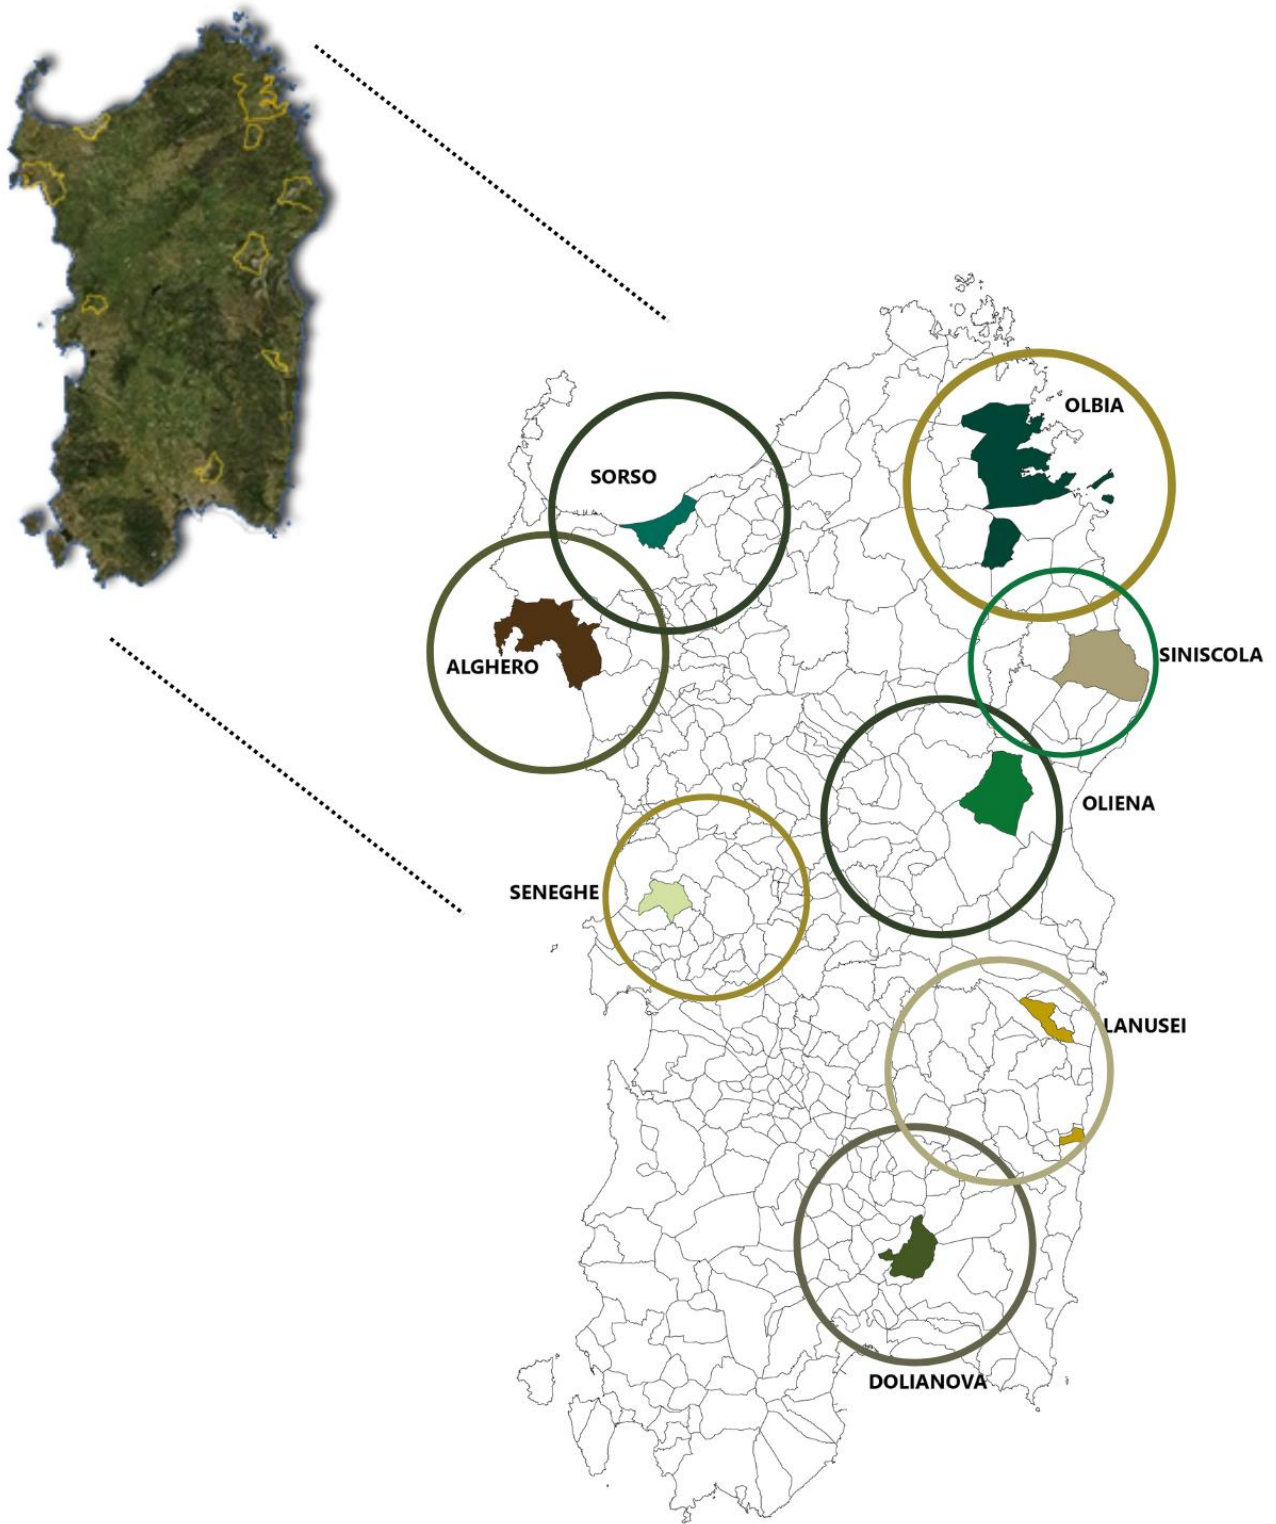 OLBIA
SORSO
SINISCOLA
ALGHERO
OLIENA
SENEGHE
LANUSEI
DOLIANOVA